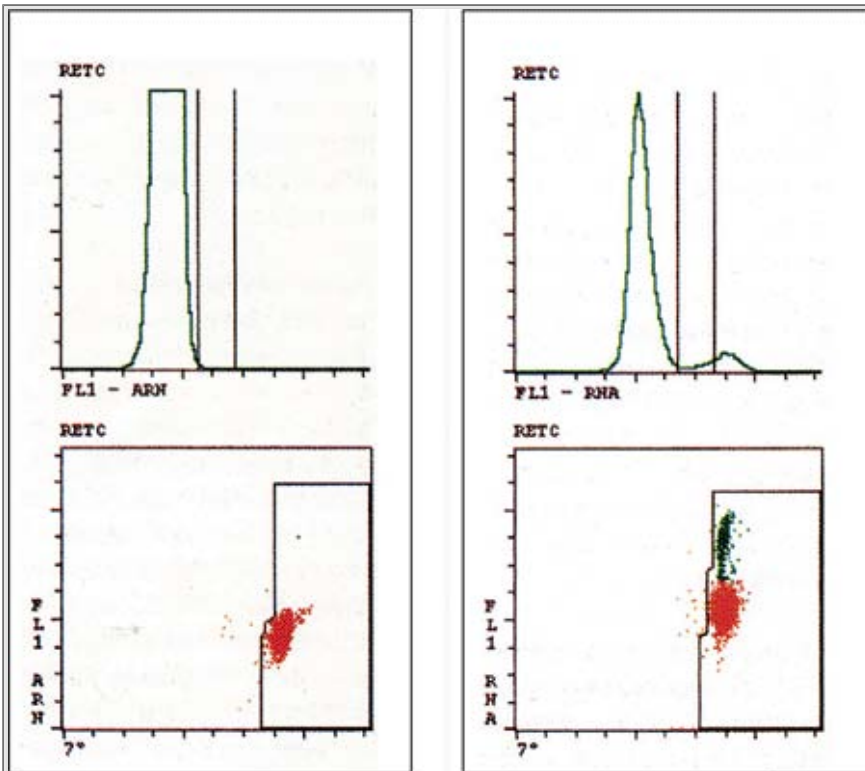 RETC
FL1 - ARN
RETC
FL1 ARN
7°
RETC
FL1 - RNA
RETC
FL1 RNA
7°